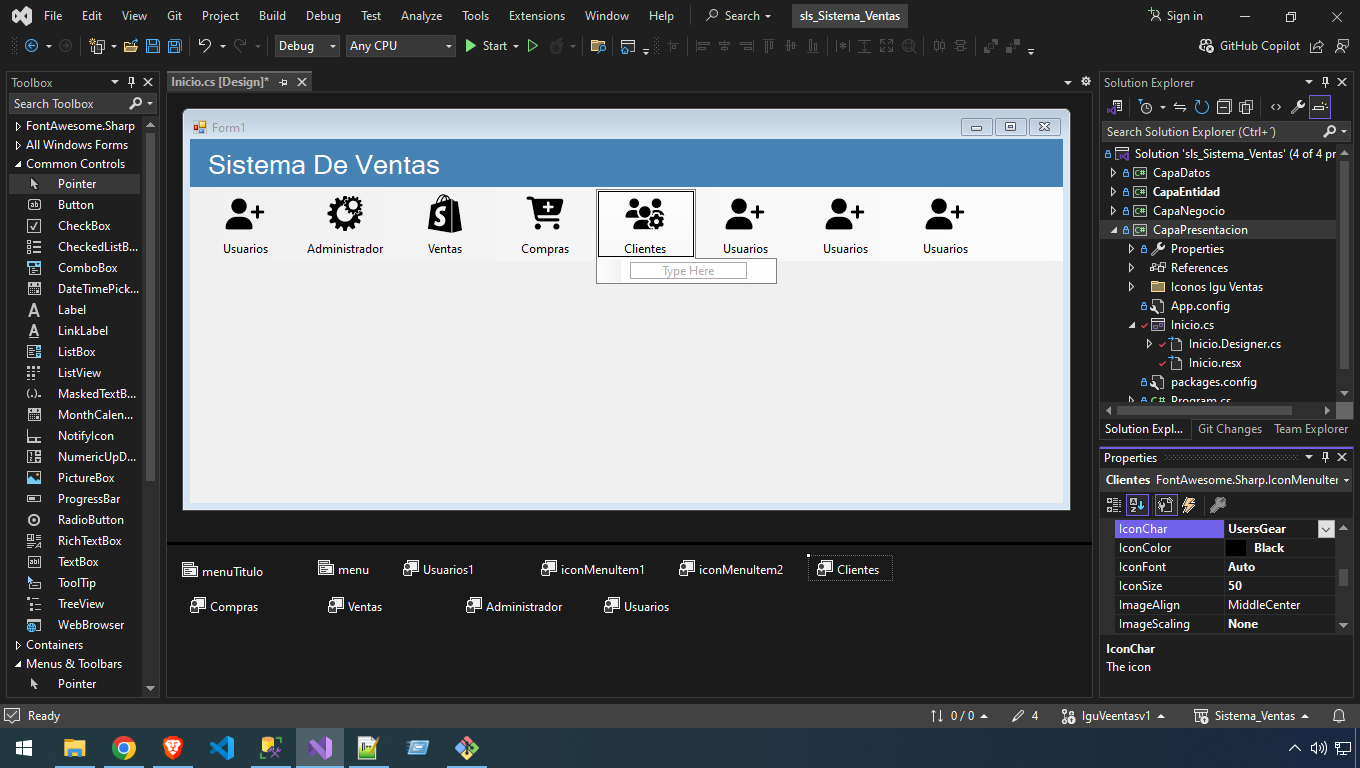 File Edit View Git Project Build Debug Test Analyze Tools Extensions Window Help Search sls_Sistema_Ventas Sign in
Debug Any CPU Start GitHub Copilot
Toolbox
Search Toolbox
FontAwesome.Sharp
All Windows Forms
Common Controls
Pointer
Button
CheckBox
CheckedListB...
ComboBox
DateTimePick...
Label
LinkLabel
ListBox
ListView
MaskedTextB...
MonthCalen...
NotifyIcon
NumericUpD...
PictureBox
ProgressBar
RadioButton
RichTextBox
TextBox
ToolTip
TreeView
WebBrowser
Containers
Menus & Toolbars
Pointer
Inicio.cs [Design]*
Form1
Sistema De Ventas
Usuarios Administrador Ventas Compras Clientes Usuarios Usuarios Usuarios
Type Here
menuTitulo menu Usuarios1 iconMenuItem1 iconMenuItem2 Clientes
Compras Ventas Administrador Usuarios
Solution Explorer
Search Solution Explorer (Ctrl+´)
Solution 'sls_Sistema_Ventas' (4 of 4 pr
CapaDatos
CapaEntidad
CapaNegocio
CapaPresentacion
Properties
References
Iconos Igu Ventas
App.config
Inicio.cs
Inicio.Designer.cs
Inicio.resx
packages.config
Program.cs
Solution Expl... Git Changes Team Explorer
Properties
Clientes FontAwesome.Sharp.IconMenuIter
IconChar UsersGear
IconColor Black
IconFont Auto
IconSize 50
ImageAlign MiddleCenter
ImageScaling None
IconChar
The icon
Ready 0 / 0 4 IguVeentasv1 Sistema_Ventas